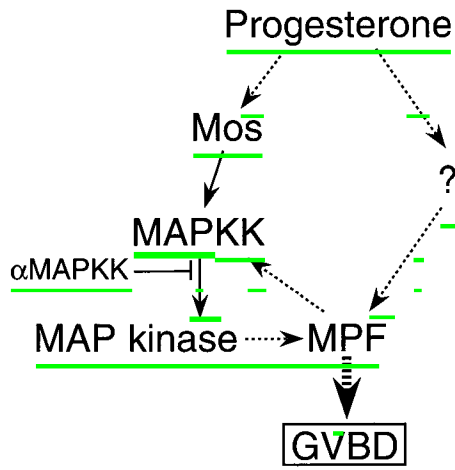 Progesterone
Mos
?
MAPKK
αMAPKK
MAP kinase
MPF
GVBD